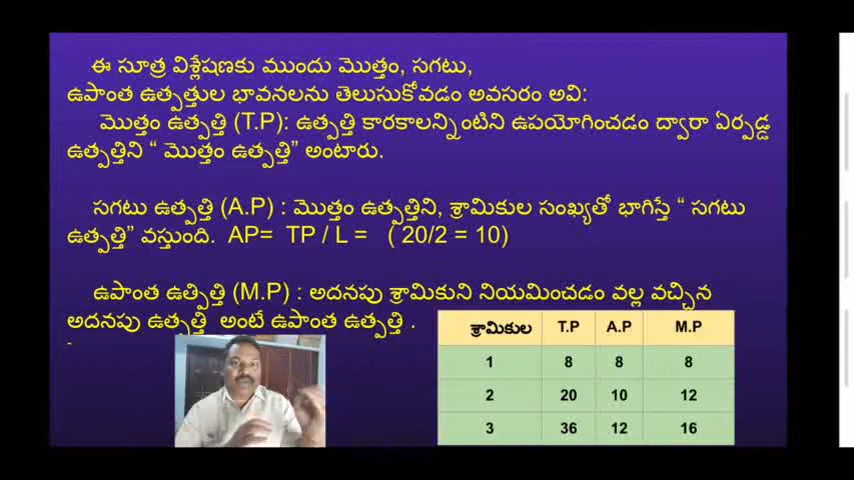 ఈ సూత్ర విశ్లేషణకు ముందు మొత్తం, సగటు,
ఉపాంత ఉత్పత్తుల భావనలను తెలుసుకోవడం అవసరం అవి:
మొత్తం ఉత్పత్తి (T.P): ఉత్పత్తి కారకాలన్నింటిని ఉపయోగించడం ద్వారా ఏర్పడ్డ
ఉత్పత్తిని “ మొత్తం ఉత్పత్తి” అంటారు.
సగటు ఉత్పత్తి (A.P) : మొత్తం ఉత్పత్తిని, శ్రామికుల సంఖ్యతో భాగిస్తే “ సగటు
ఉత్పత్తి” వస్తుంది. AP= TP / L = ( 20/2 = 10)
ఉపాంత ఉత్పిత్తి (M.P) : అదనపు శ్రామికుని నియమించడం వల్ల వచ్చిన
అదనపు ఉత్పత్తి అంటే ఉపాంత ఉత్పత్తి .
శ్రామికుల T.P A.P M.P
1 8 8 8
2 20 10 12
3 36 12 16